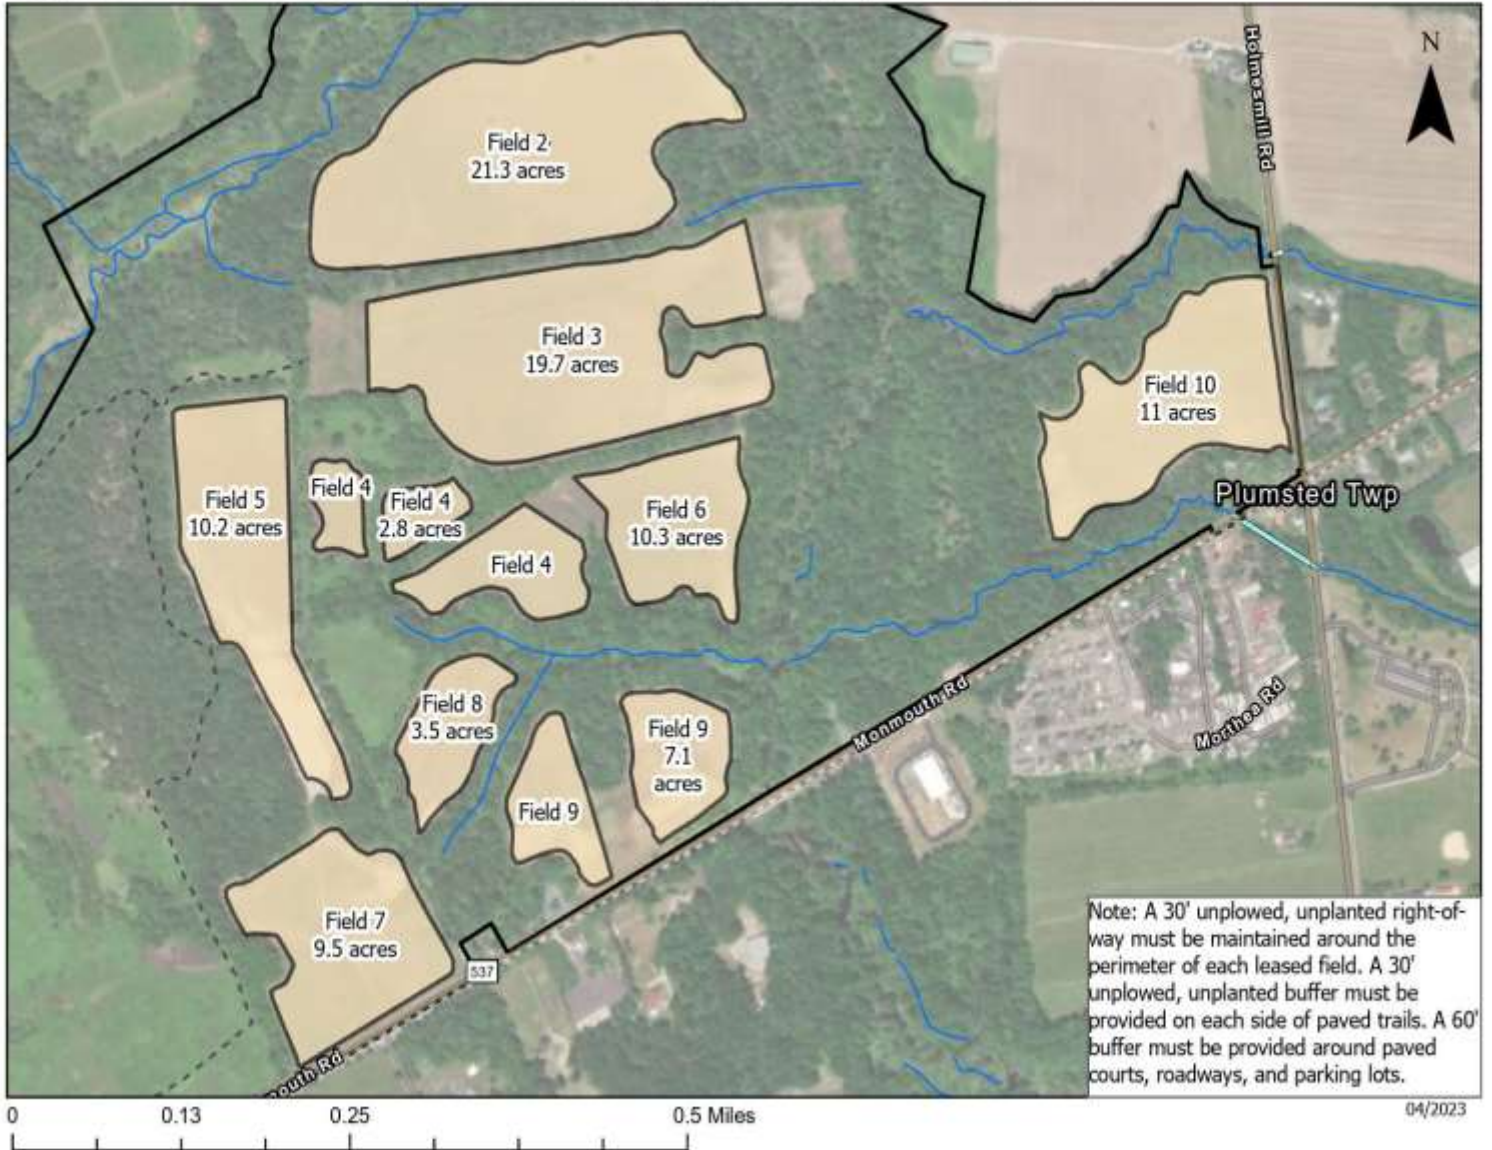 N
Holmesmill Rd
Field 2
21.3 acres
Field 3
19.7 acres
Field 10
11 acres
Field 4
Field 4
2.8 acres
Field 5
10.2 acres
Field 6
10.3 acres
Field 4
Plumsted Twp
Field 8
3.5 acres
Field 9
7.1
acres
Monmouth Rd
Morthea Rd
Field 9
Field 7
9.5 acres
537
outh Rd
Note: A 30' unplowed, unplanted right-of-
way must be maintained around the
perimeter of each leased field. A 30'
unplowed, unplanted buffer must be
provided on each side of paved trails. A 60'
buffer must be provided around paved
courts, roadways, and parking lots.
0 0.13 0.25 0.5 Miles
04/2023